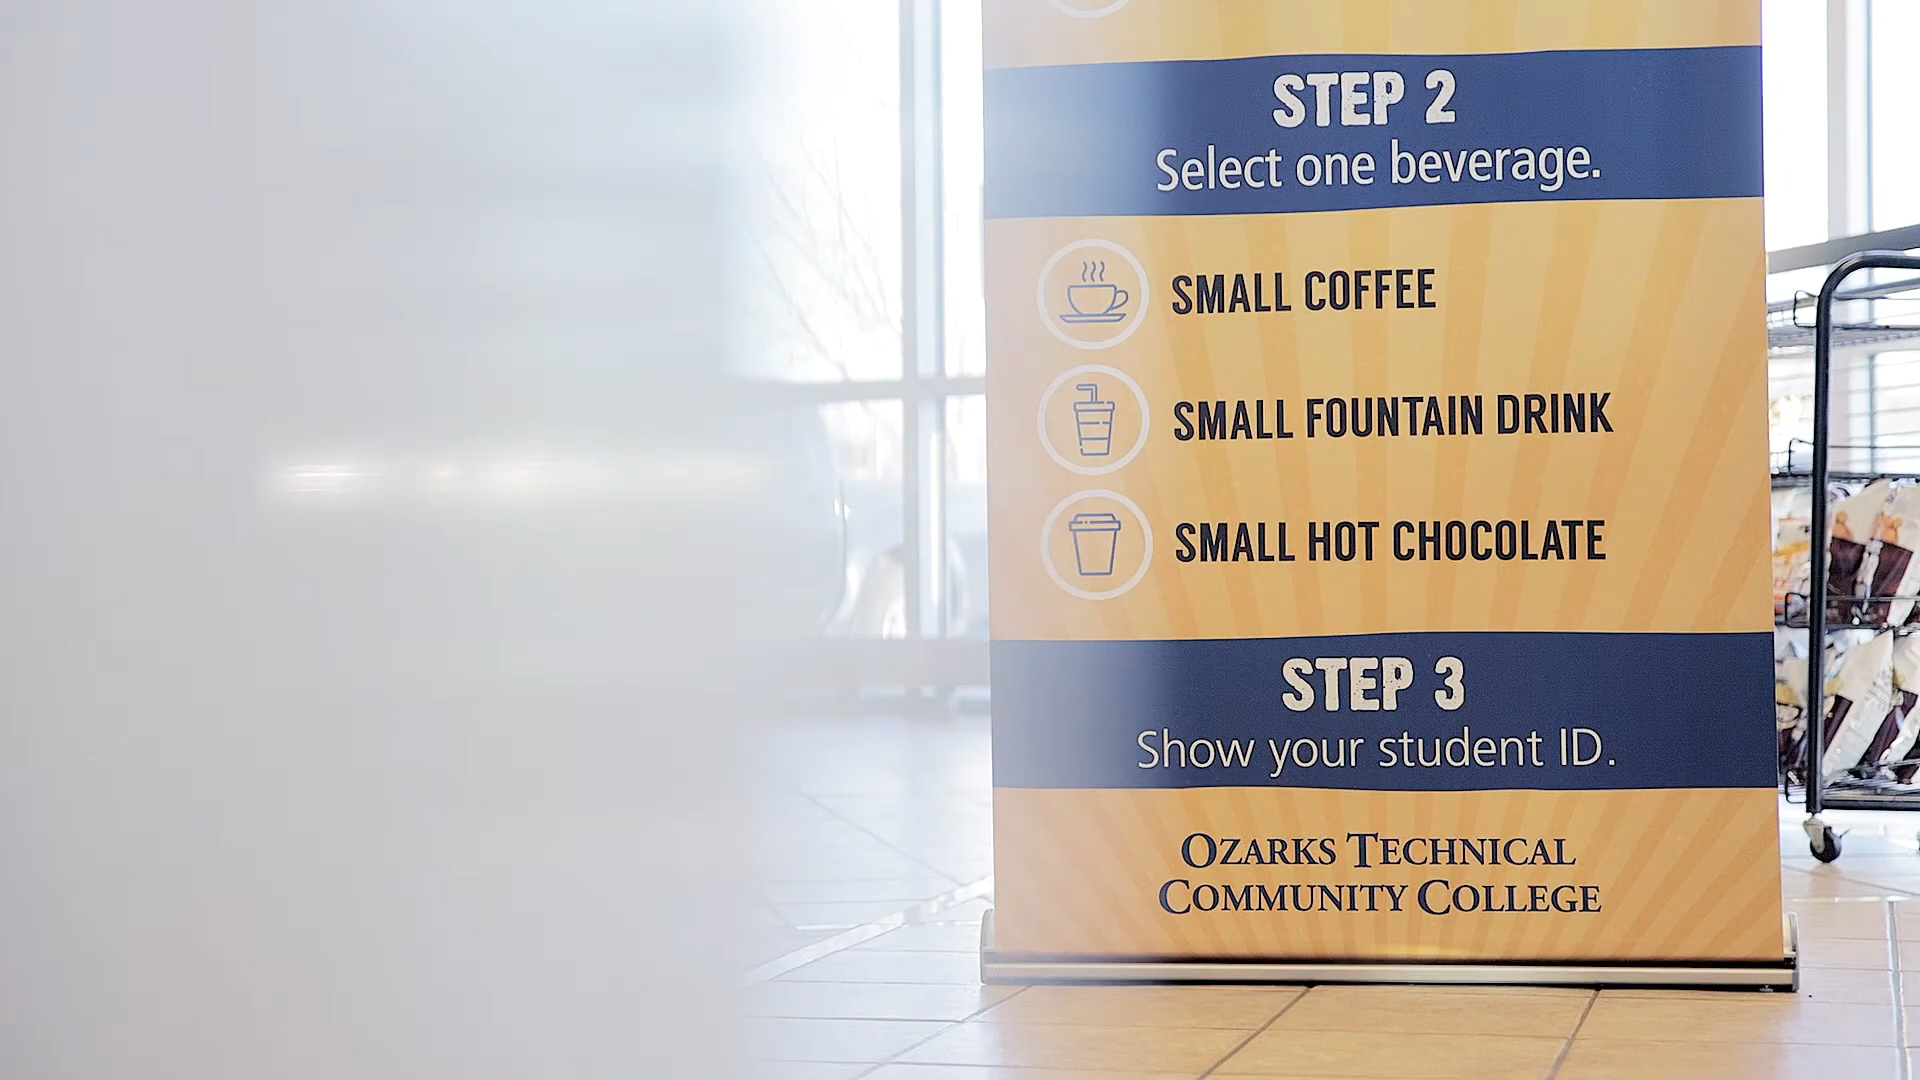 STEP 2
Select one beverage.
SMALL COFFEE
SMALL FOUNTAIN DRINK
SMALL HOT CHOCOLATE
STEP 3
Show your student ID.
OZARKS TECHNICAL
COMMUNITY COLLEGE